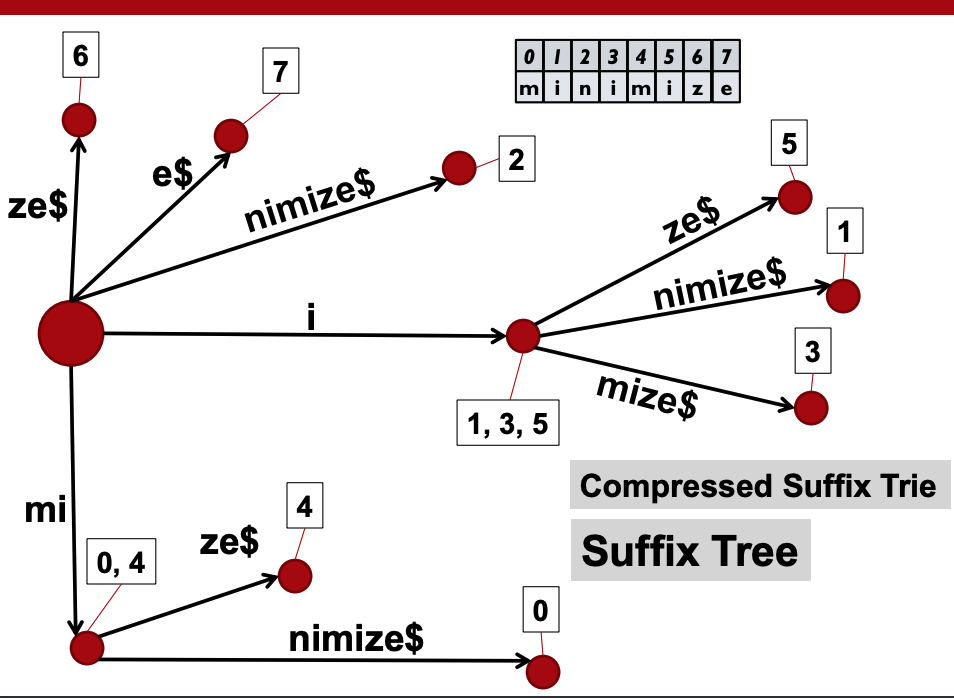 6
7
0 1 2 3 4 5 6 7
m i n i m i z e
2
5
ze$
e$
nimize$
ze$
1
nimize$
i
3
mize$
1, 3, 5
Compressed Suffix Trie
mi
4
ze$
Suffix Tree
0, 4
0
nimize$